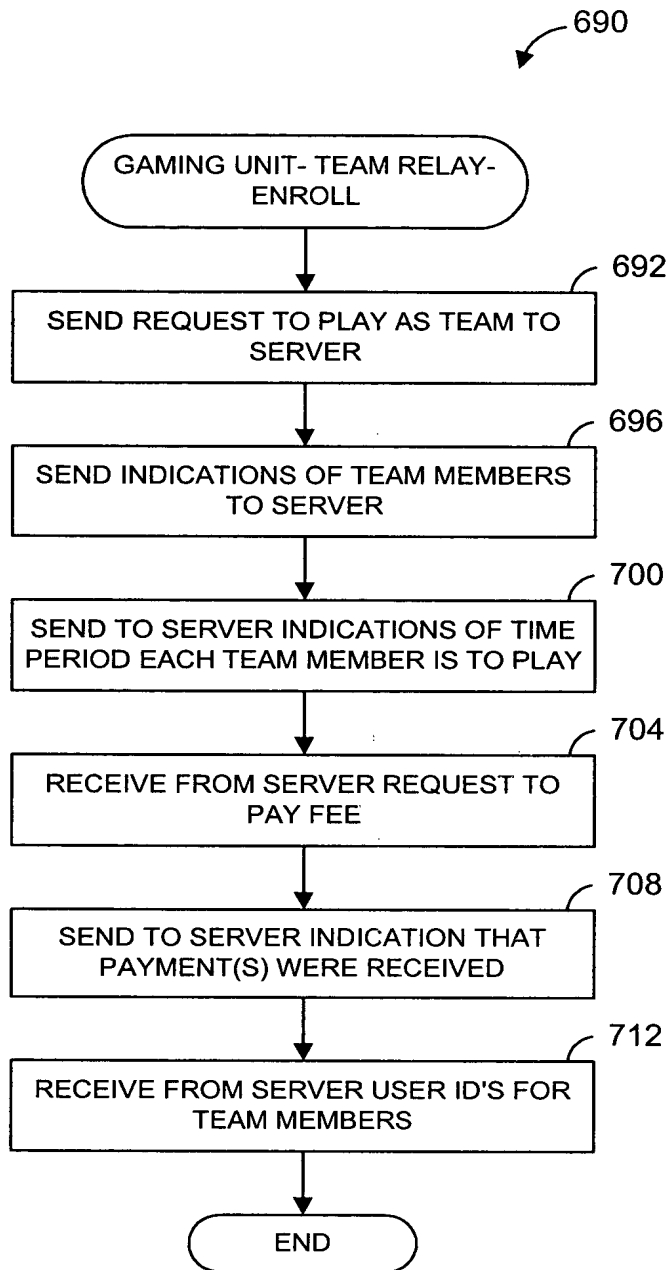 690
GAMING UNIT- TEAM RELAY-
ENROLL
692
SEND REQUEST TO PLAY AS TEAM TO
SERVER
696
SEND INDICATIONS OF TEAM MEMBERS
TO SERVER
700
SEND TO SERVER INDICATIONS OF TIME
PERIOD EACH TEAM MEMBER IS TO PLAY
704
RECEIVE FROM SERVER REQUEST TO
PAY FEE
708
SEND TO SERVER INDICATION THAT
PAYMENT(S) WERE RECEIVED
712
RECEIVE FROM SERVER USER ID'S FOR
TEAM MEMBERS
END